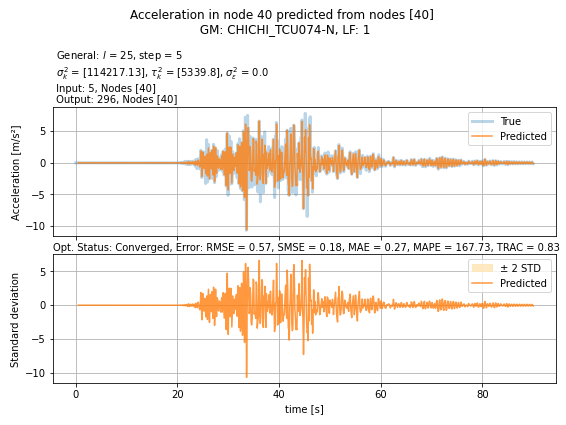 Acceleration in node 40 predicted from nodes [40]
GM: CHICHI_TCU074-N, LF: 1
General: l = 25, step = 5
σ²ₖ = [114217.13], τ²ₖ = [5339.8], σ²ε = 0.0
Input: 5, Nodes [40]
Output: 296, Nodes [40]
Acceleration [m/s²]
5
0
−5
−10
True
Predicted
Opt. Status: Converged, Error: RMSE = 0.57, SMSE = 0.18, MAE = 0.27, MAPE = 167.73, TRAC = 0.83
Standard deviation
5
0
−5
−10
± 2 STD
Predicted
0 20 40 60 80
time [s]